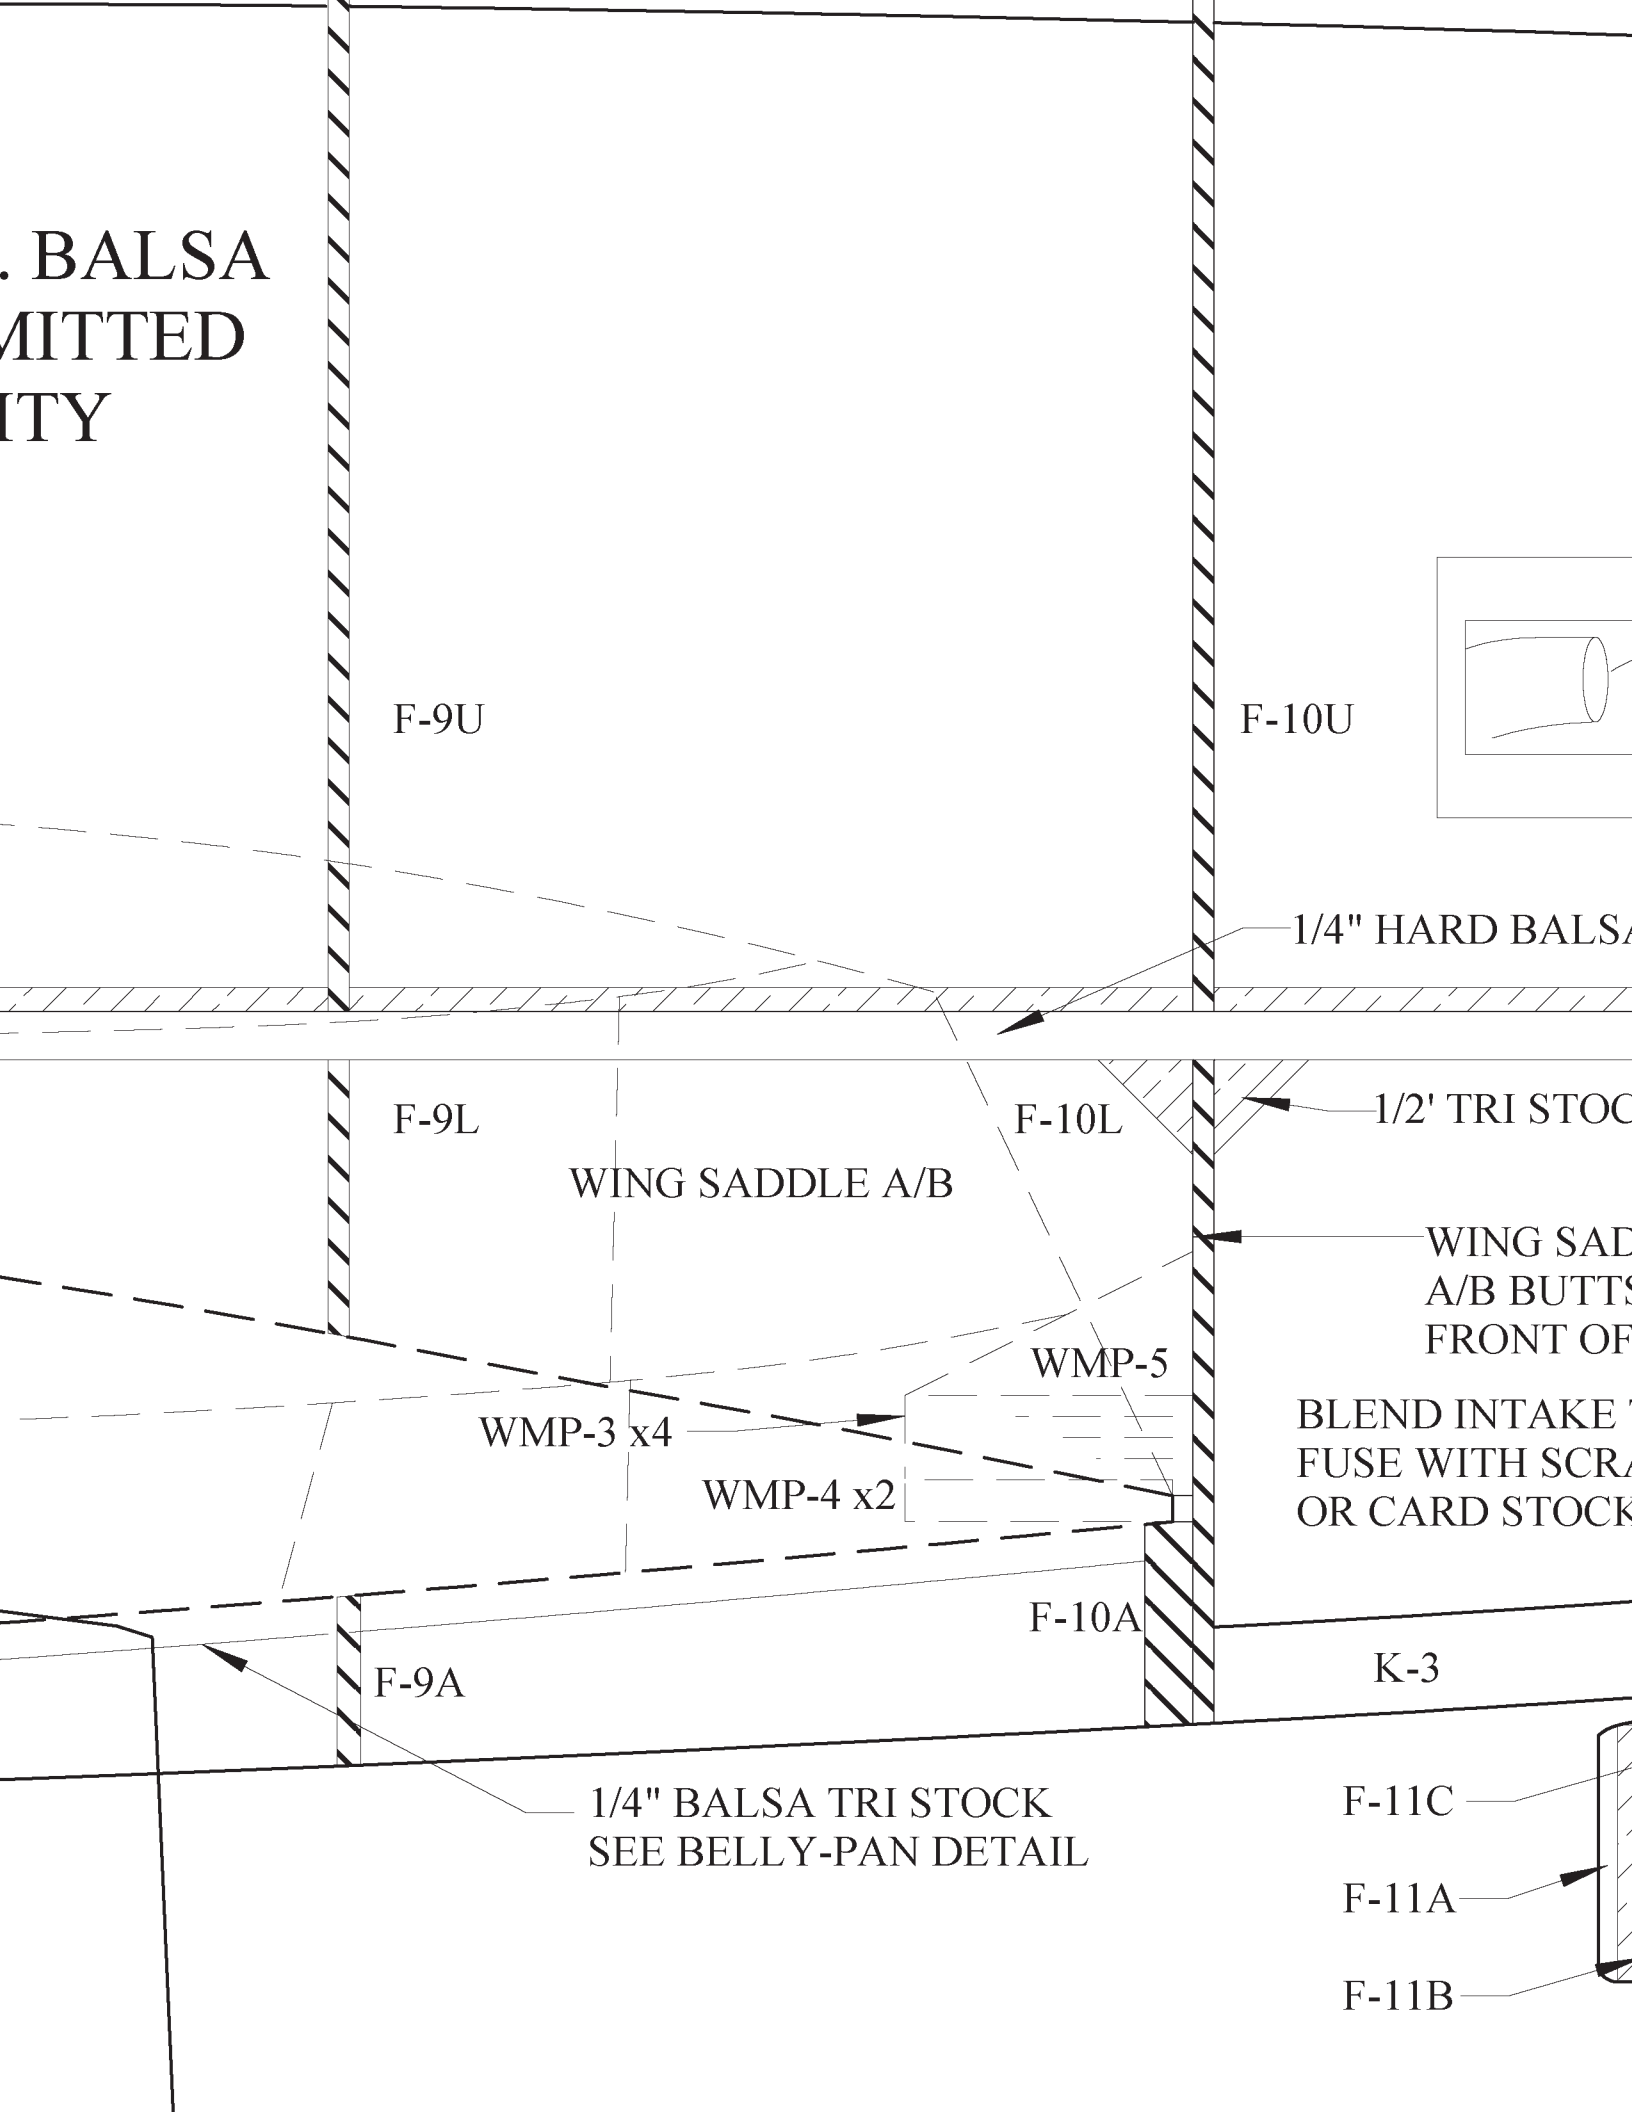 . BALSA
MITTED
ITY
F-9U
F-10U
1/4" HARD BALSA
F-9L
F-10L
1/2' TRI STOC
WING SADDLE A/B
WING SAD
A/B BUTTS
FRONT OF
WMP-5
WMP-3 x4
BLEND INTAKE
FUSE WITH SCRA
OR CARD STOCK
WMP-4 x2
F-10A
K-3
F-9A
1/4" BALSA TRI STOCK
SEE BELLY-PAN DETAIL
F-11C
F-11A
F-11B